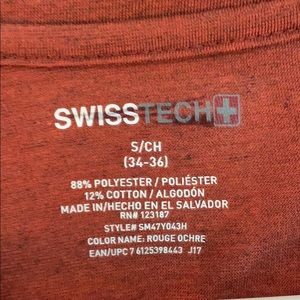 SWISSTECH
S/CH
(34-36)
88% POLYESTER / POLIÉSTER
12% COTTON / ALGODÓN
MADE IN/HECHO EN EL SALVADOR
RN# 123187
STYLE# SM47Y043H
COLOR NAME: ROUGE OCHRE
EAN/UPC 7 6125398443 J17